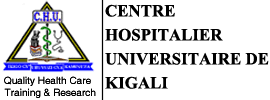 C.H.U.
Quality Health Care
Training & Research
CENTRE
HOSPITALIER
UNIVERSITAIRE DE
KIGALI